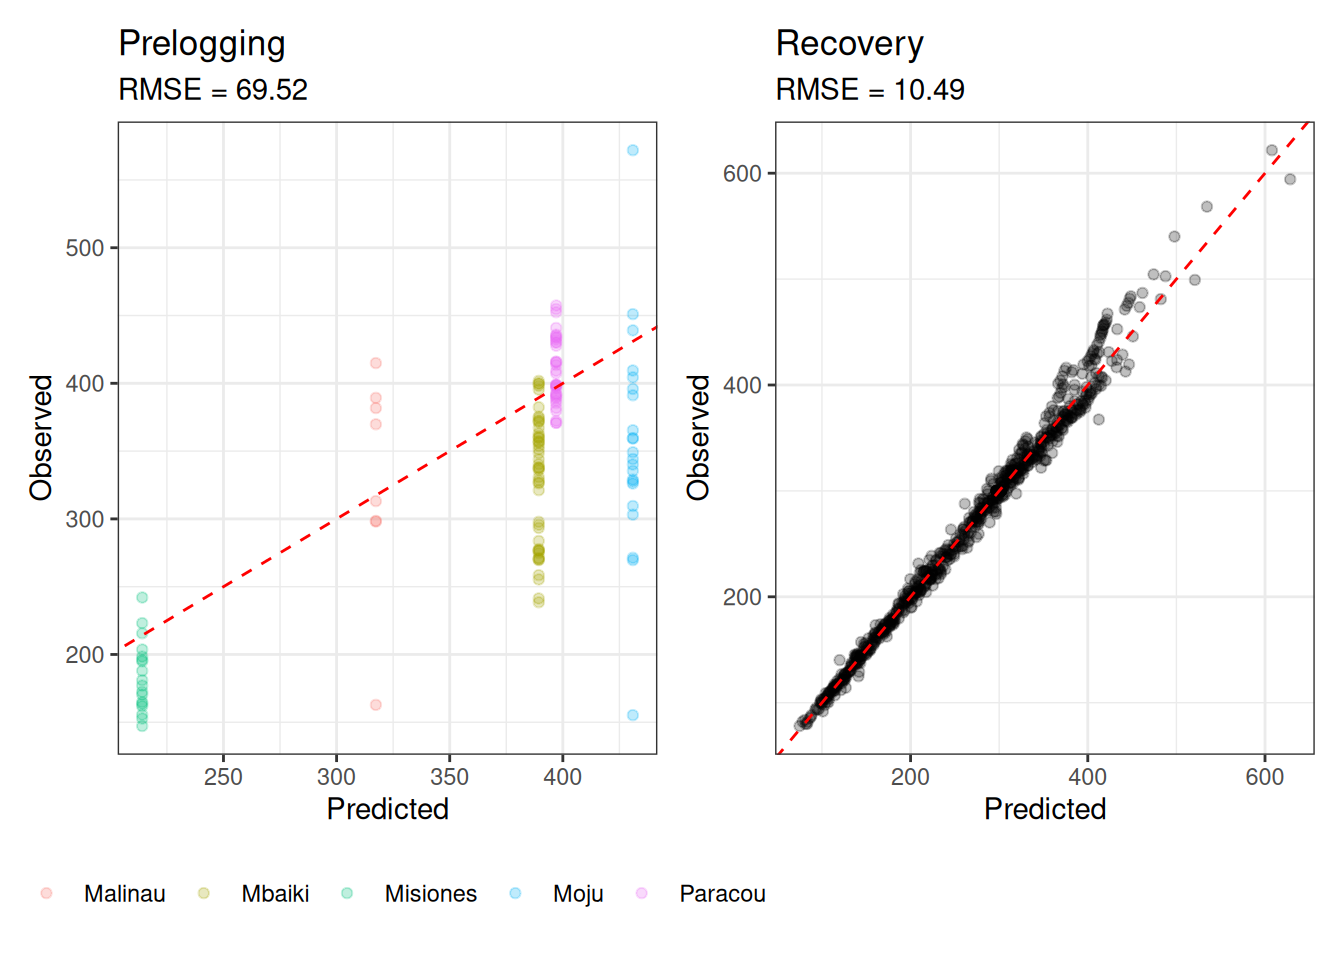 Prelogging
RMSE = 69.52
500
400
300
200
Observed
250 300 350 400
Predicted
Recovery
RMSE = 10.49
600
400
200
Observed
200 400 600
Predicted
Malinau Mbaiki Misiones Moju Paracou